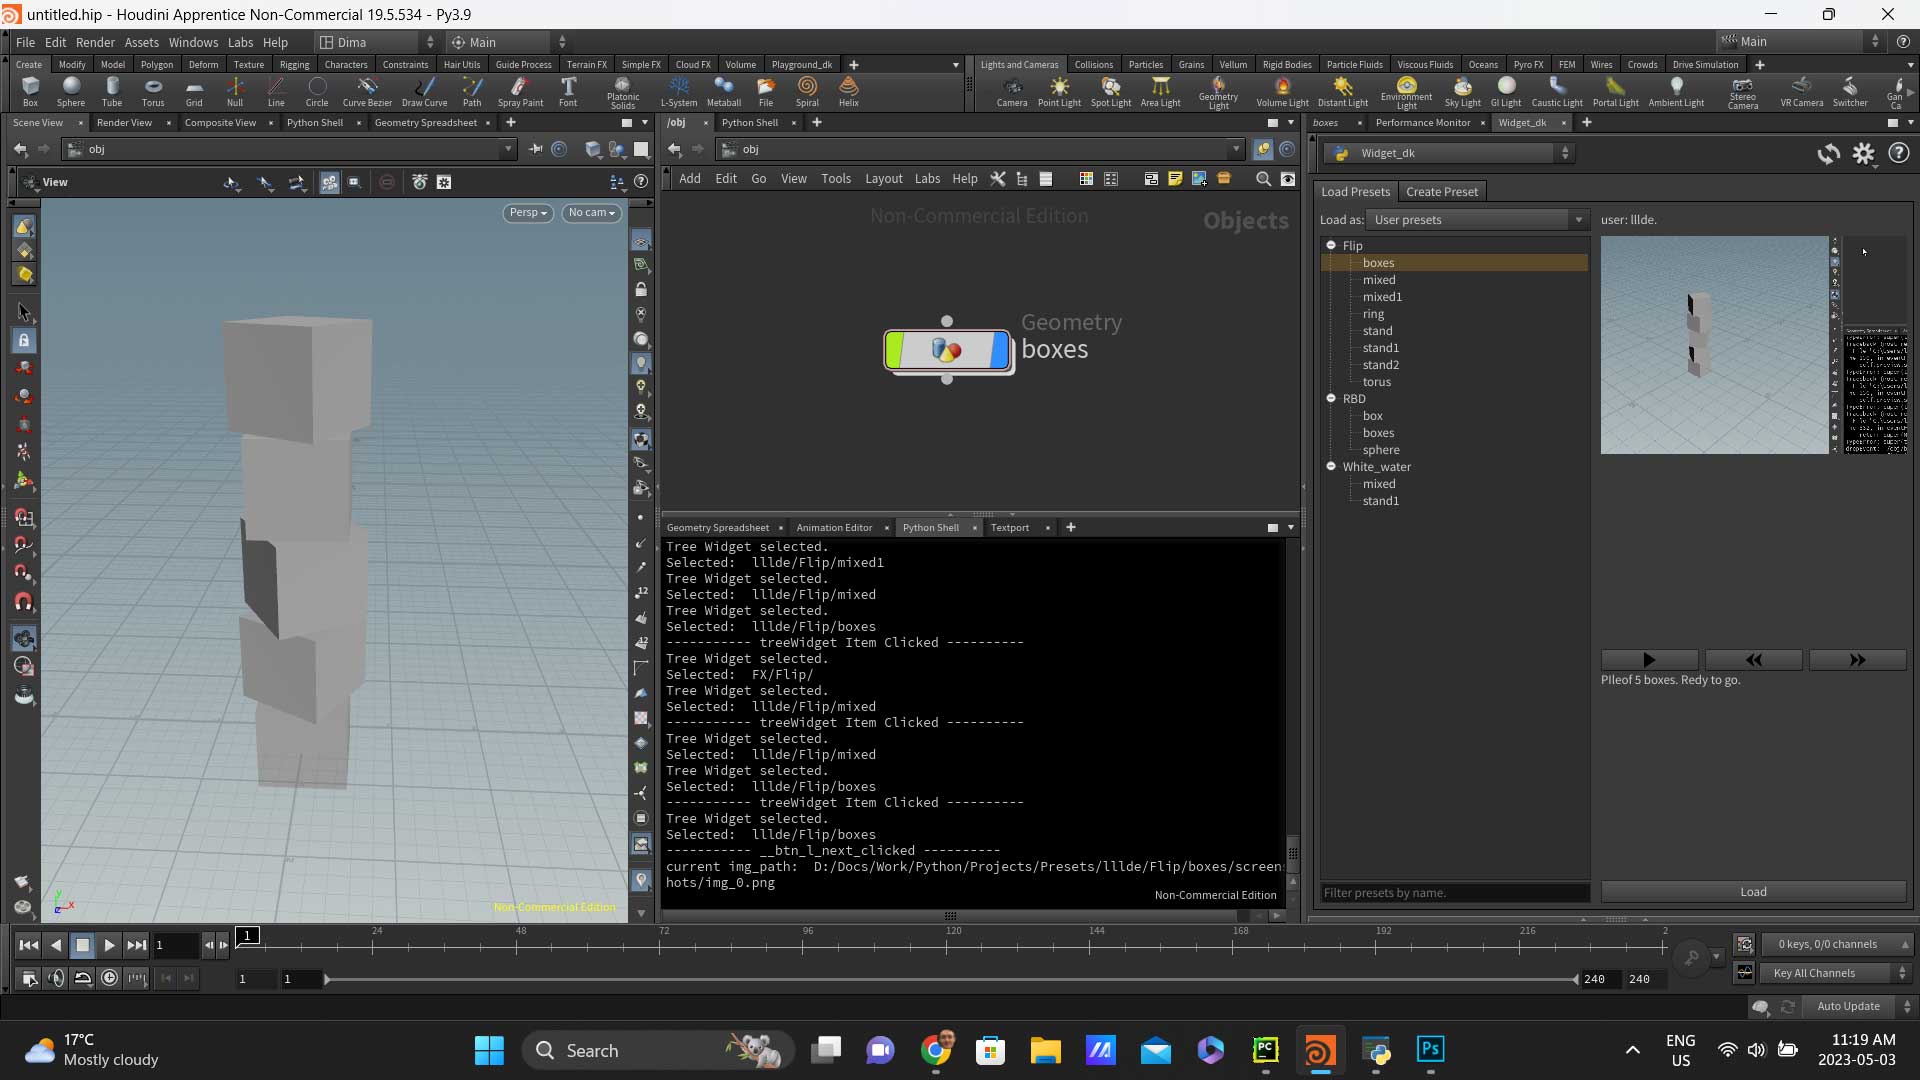 untitled.hip - Houdini Apprentice Non-Commercial 19.5.534 - Py3.9
File Edit Render Assets Windows Labs Help Dima Main Main
Create Modify Model Polygon Deform Texture Rigging Characters Constraints Hair Utils Guide Process Terrain FX Simple FX Cloud FX Volume Playground_dk
Lights and Cameras Collisions Particles Grains Vellum Rigid Bodies Particle Fluids Viscous Fluids Oceans Pyro FX FEM Wires Crowds Drive Simulation
Box Sphere Tube Torus Grid Null Line Circle Curve Bezier Draw Curve Path Spray Paint Font Platonic Solids L-System Metaball File Spiral Helix
Camera Point Light Spot Light Area Light Geometry Light Volume Light Distant Light Environment Light Sky Light GI Light Caustic Light Portal Light Ambient Light Stereo Camera VR Camera Switcher Gan Ca
Scene View Render View Composite View Python Shell Geometry Spreadsheet
/obj Python Shell
boxes Performance Monitor Widget_dk
obj
obj
Widget_dk
View
Add Edit Go View Tools Layout Labs Help
Persp
No cam
Non-Commercial Edition
Objects
Geometry
boxes
Load Presets Create Preset
Load as: User presets
user: lllde.
Flip
boxes
mixed
mixed1
ring
stand
stand1
stand2
torus
RBD
box
boxes
sphere
White_water
mixed
stand1
PIleof 5 boxes. Redy to go.
Filter presets by name.
Load
Geometry Spreadsheet Animation Editor Python Shell Textport
Tree Widget selected.
Selected:  lllde/Flip/mixed1
Tree Widget selected.
Selected:  lllde/Flip/mixed
Tree Widget selected.
Selected:  lllde/Flip/boxes
----------- treeWidget Item Clicked ----------
Tree Widget selected.
Selected:  FX/Flip/
Tree Widget selected.
Selected:  lllde/Flip/mixed
----------- treeWidget Item Clicked ----------
Tree Widget selected.
Selected:  lllde/Flip/mixed
Tree Widget selected.
Selected:  lllde/Flip/boxes
----------- treeWidget Item Clicked ----------
Tree Widget selected.
Selected:  lllde/Flip/boxes
----------- __btn_l_next_clicked ----------
current img_path:  D:/Docs/Work/Python/Projects/Presets/lllde/Flip/boxes/screens
hots/img_0.png
Non-Commercial Edition
Non-Commercial Edition
1 1 24 48 72 96 120 144 168 192 216 2
0 keys, 0/0 channels
1 1 240 240
Key All Channels
Auto Update
17°C
Mostly cloudy
Search
PC
Ps
ENG
US
11:19 AM
2023-05-03